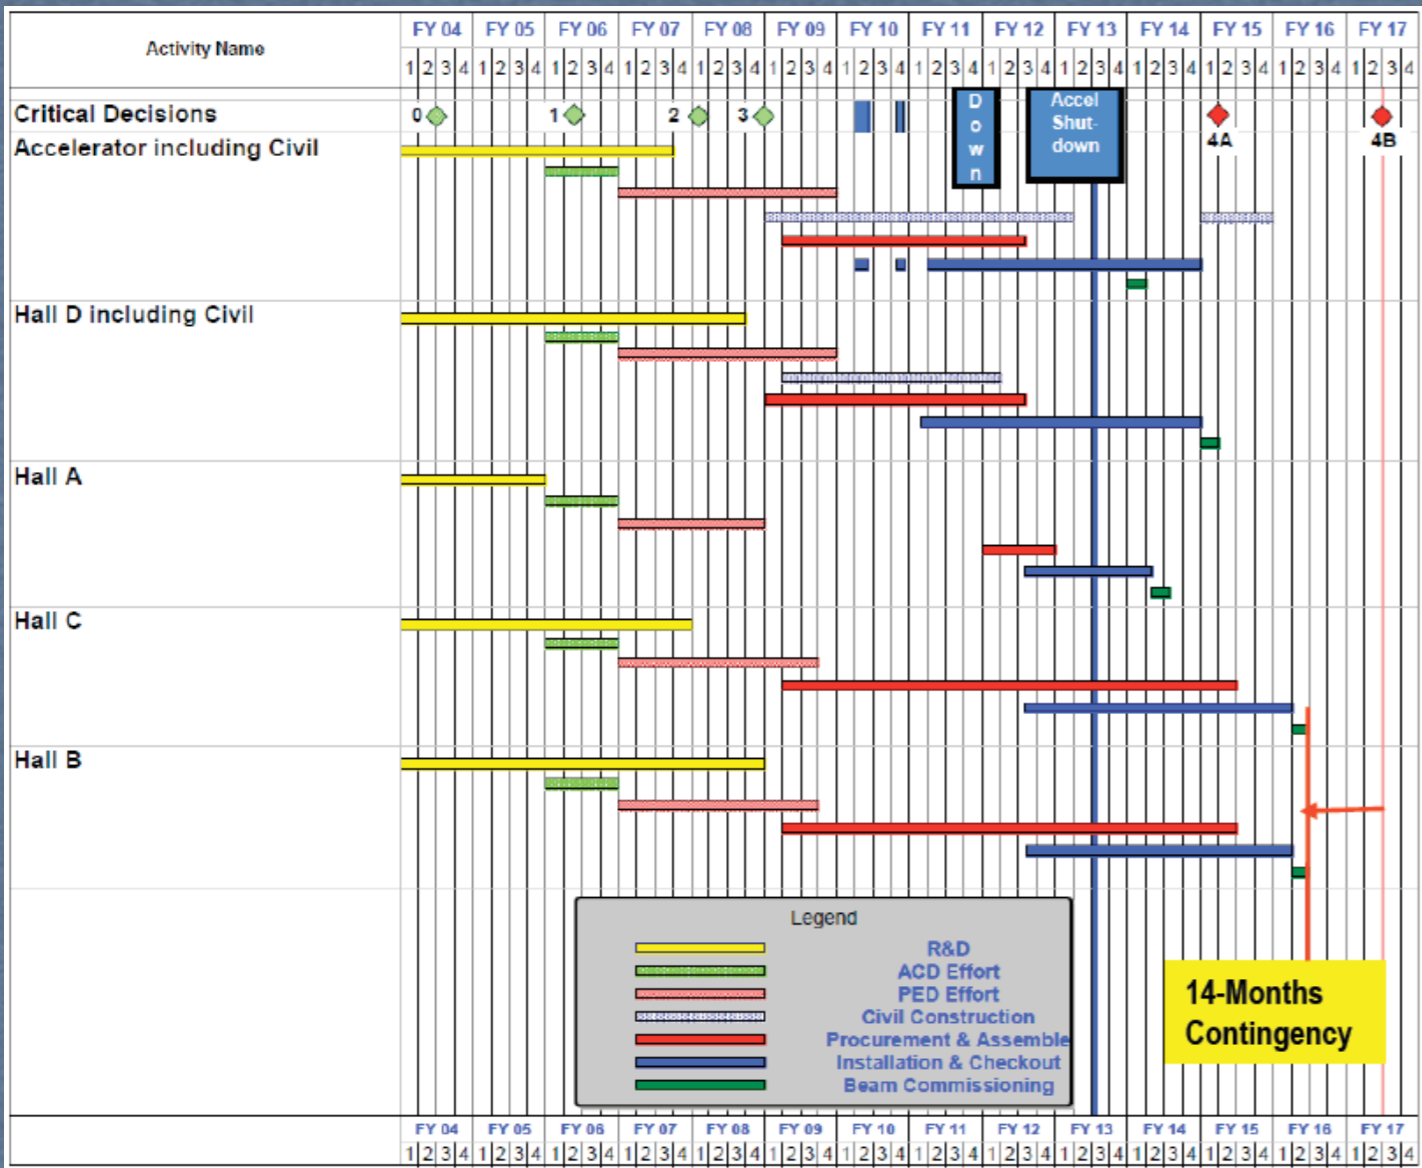 Activity Name
FY 04 FY 05 FY 06 FY 07 FY 08 FY 09 FY 10 FY 11 FY 12 FY 13 FY 14 FY 15 FY 16 FY 17
1 2 3 4 1 2 3 4 1 2 3 4 1 2 3 4 1 2 3 4 1 2 3 4 1 2 3 4 1 2 3 4 1 2 3 4 1 2 3 4 1 2 3 4 1 2 3 4 1 2 3 4 1 2 3 4
Critical Decisions 0 1 2 3
Down
Accel
Shut-
down
4A 4B
Accelerator including Civil
Hall D including Civil
Hall A
Hall C
Hall B
Legend
R&D
ACD Effort
PED Effort
Civil Construction
Procurement & Assemble
Installation & Checkout
Beam Commissioning
14-Months
Contingency
FY 04 FY 05 FY 06 FY 07 FY 08 FY 09 FY 10 FY 11 FY 12 FY 13 FY 14 FY 15 FY 16 FY 17
1 2 3 4 1 2 3 4 1 2 3 4 1 2 3 4 1 2 3 4 1 2 3 4 1 2 3 4 1 2 3 4 1 2 3 4 1 2 3 4 1 2 3 4 1 2 3 4 1 2 3 4 1 2 3 4